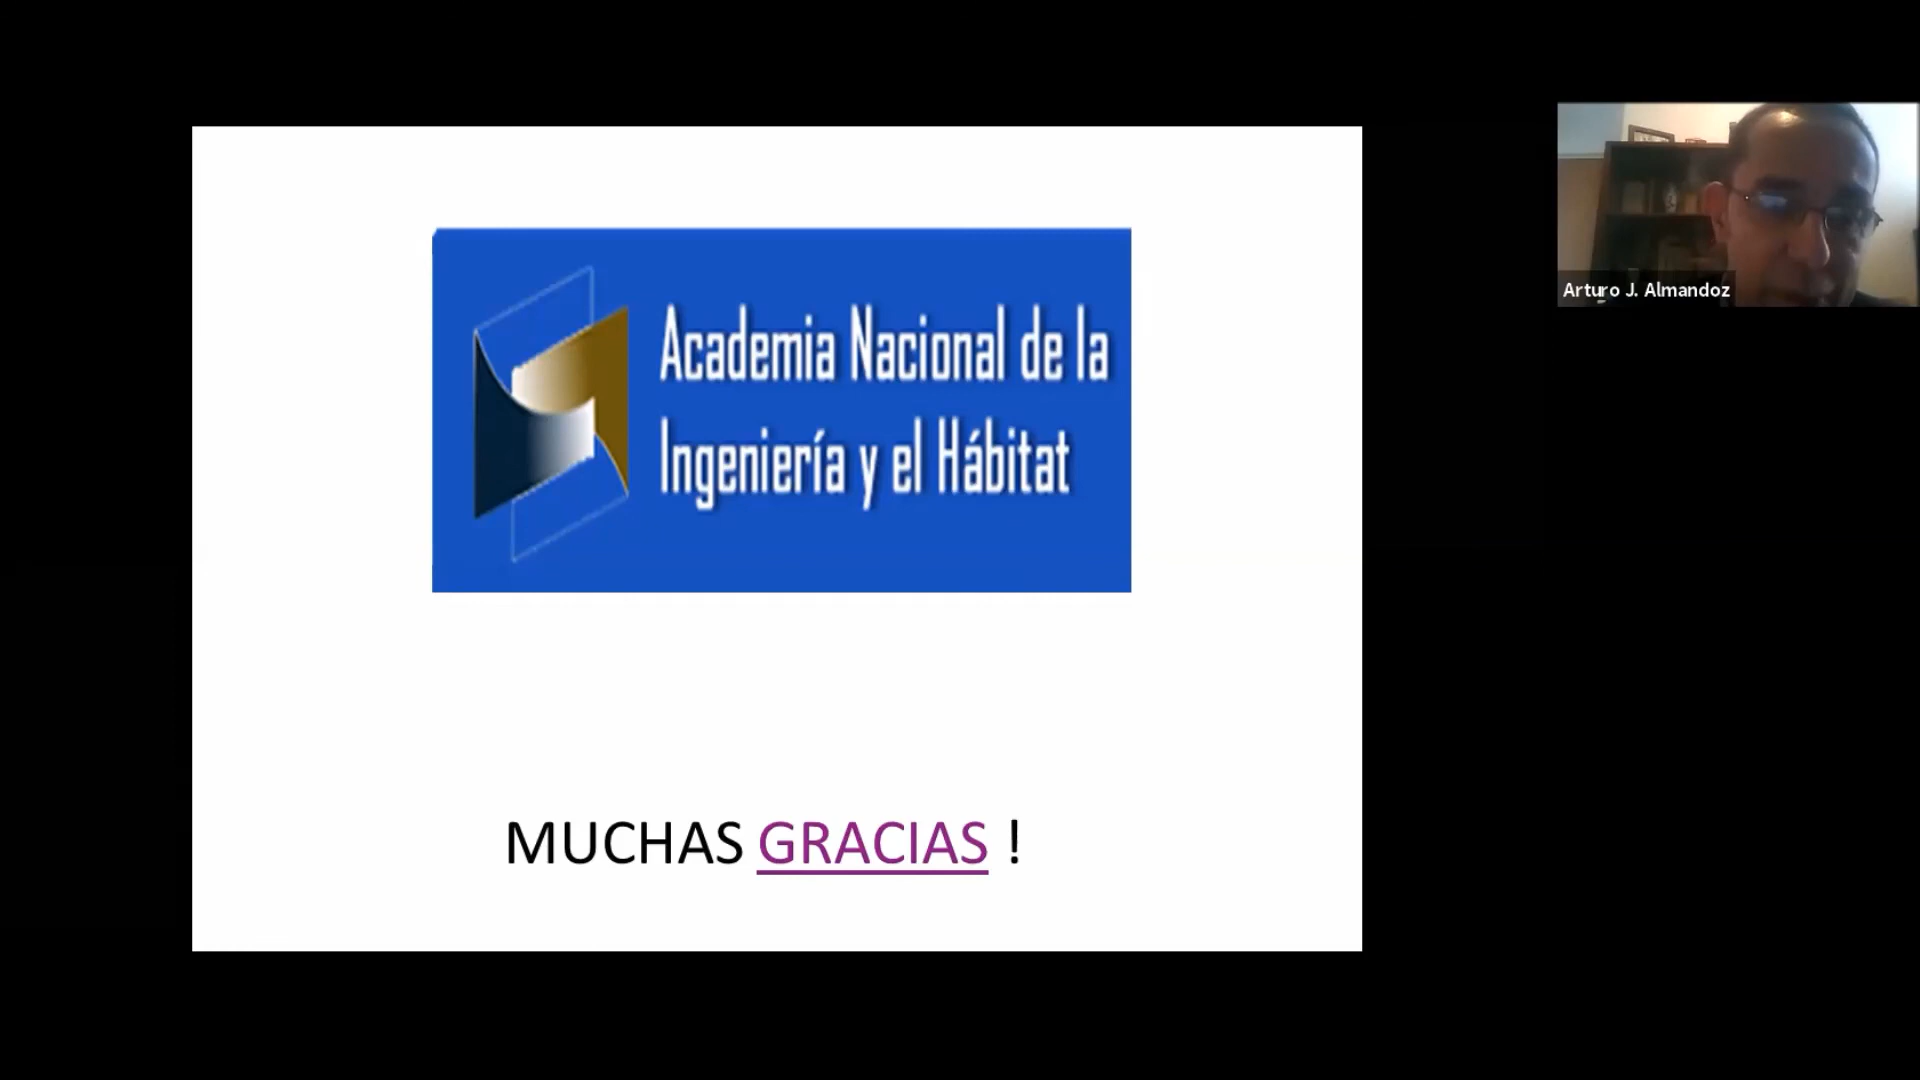 Academia Nacional de la
Ingeniería y el Hábitat
MUCHAS GRACIAS !
Arturo J. Almandoz